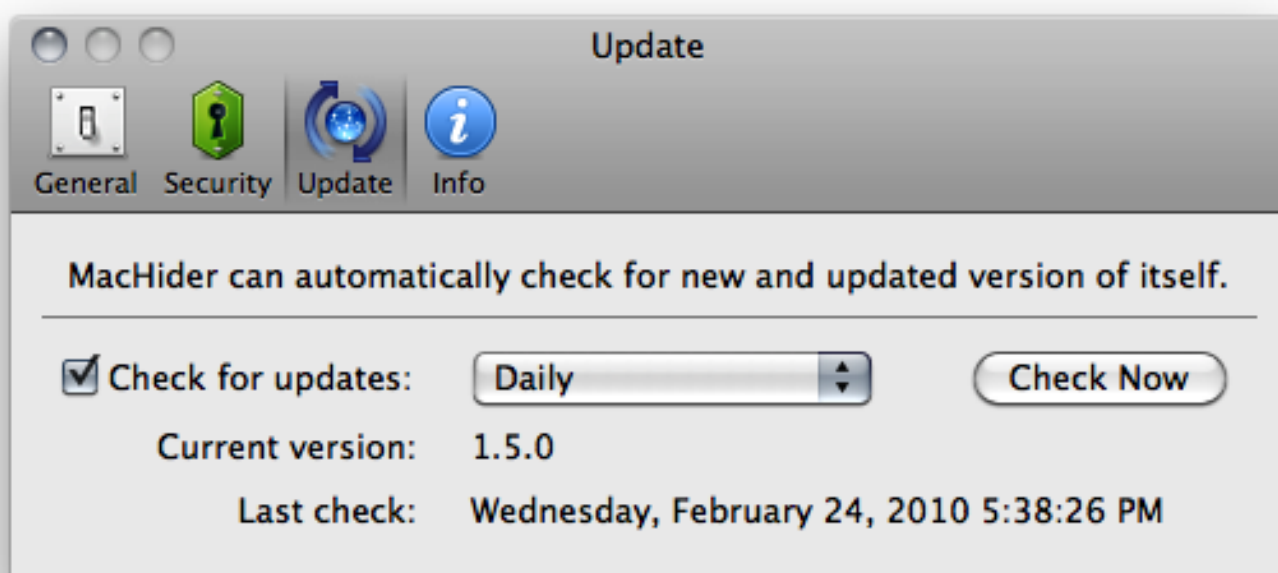 Update
General Security Update Info
MacHider can automatically check for new and updated version of itself.
Check for updates: Daily Check Now
Current version: 1.5.0
Last check: Wednesday, February 24, 2010 5:38:26 PM